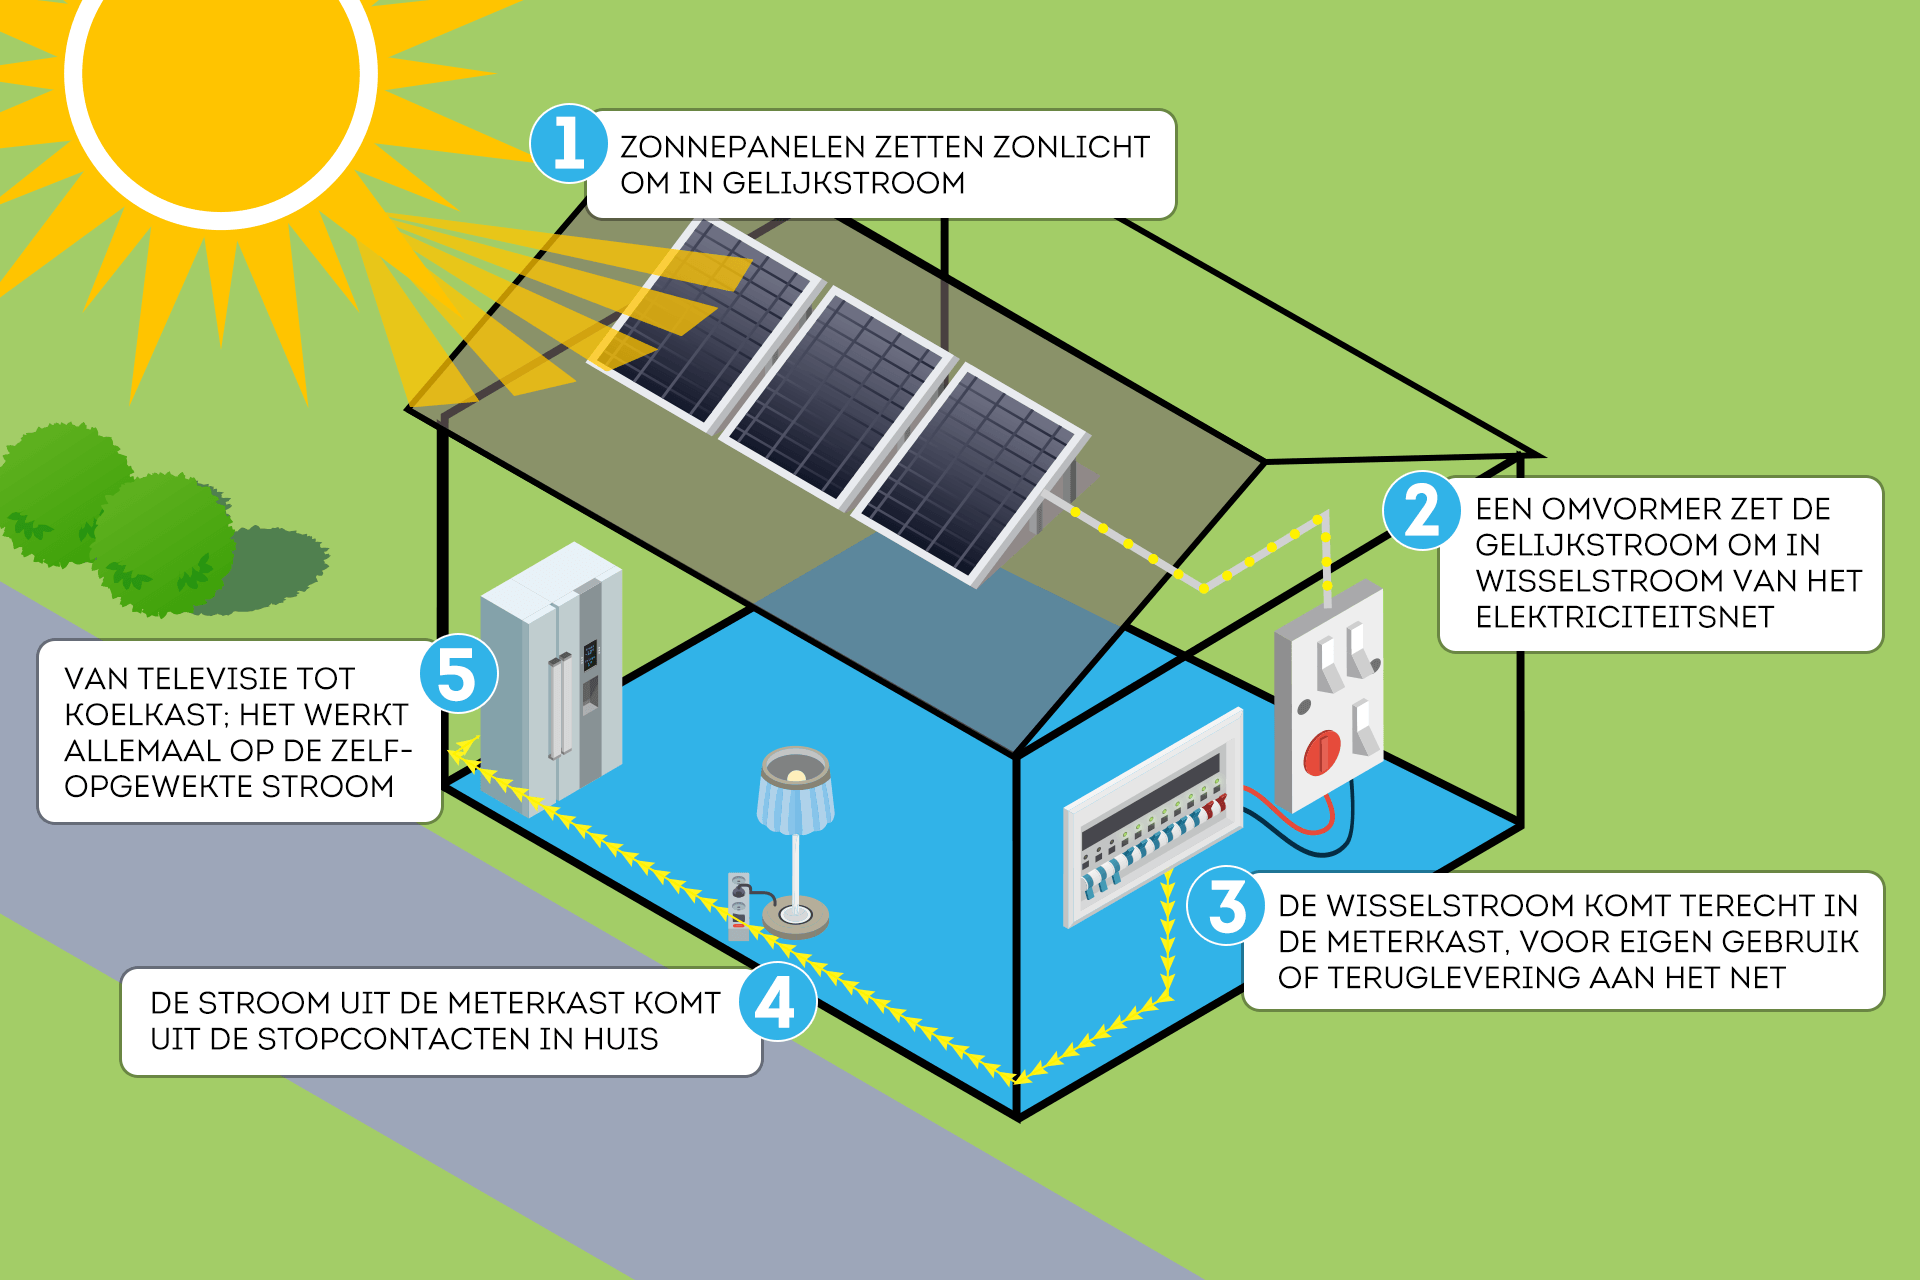 1
ZONNEPANELEN ZETTEN ZONLICHT
OM IN GELIJKSTROOM
2
EEN OMVORMER ZET DE
GELIJKSTROOM OM IN
WISSELSTROOM VAN HET
ELEKTRICITEITSNET
3
DE WISSELSTROOM KOMT TERECHT IN
DE METERKAST, VOOR EIGEN GEBRUIK
OF TERUGLEVERING AAN HET NET
4
DE STROOM UIT DE METERKAST KOMT
UIT DE STOPCONTACTEN IN HUIS
5
VAN TELEVISIE TOT
KOELKAST; HET WERKT
ALLEMAAL OP DE ZELF-
OPGEWEKTE STROOM